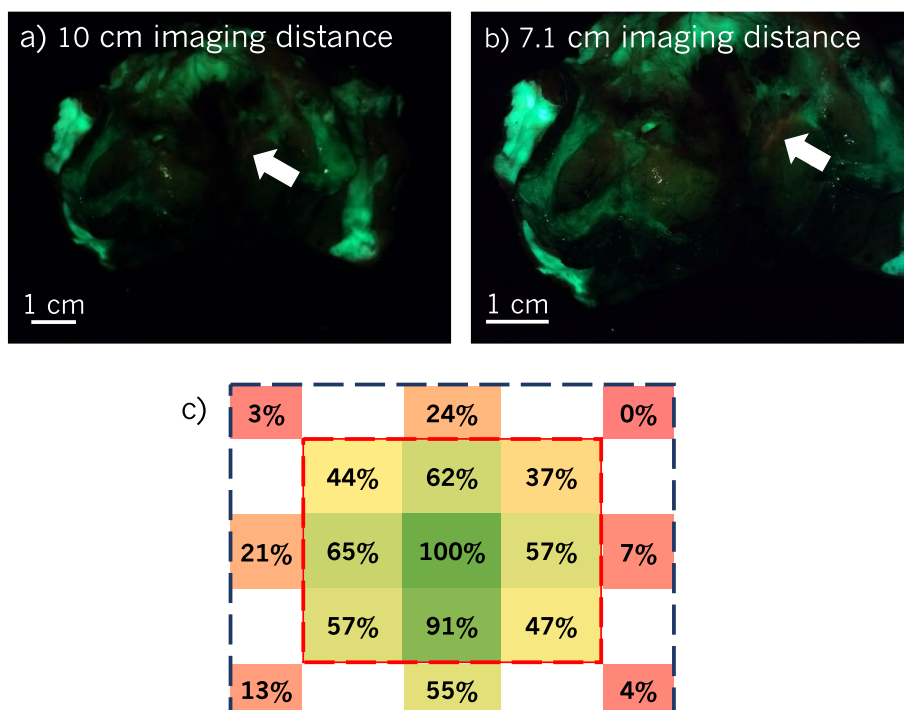 a) 10 cm imaging distance
b) 7.1 cm imaging distance
1 cm
1 cm
c)
3% 24% 0%
44% 62% 37%
21% 65% 100% 57% 7%
57% 91% 47%
13% 55% 4%